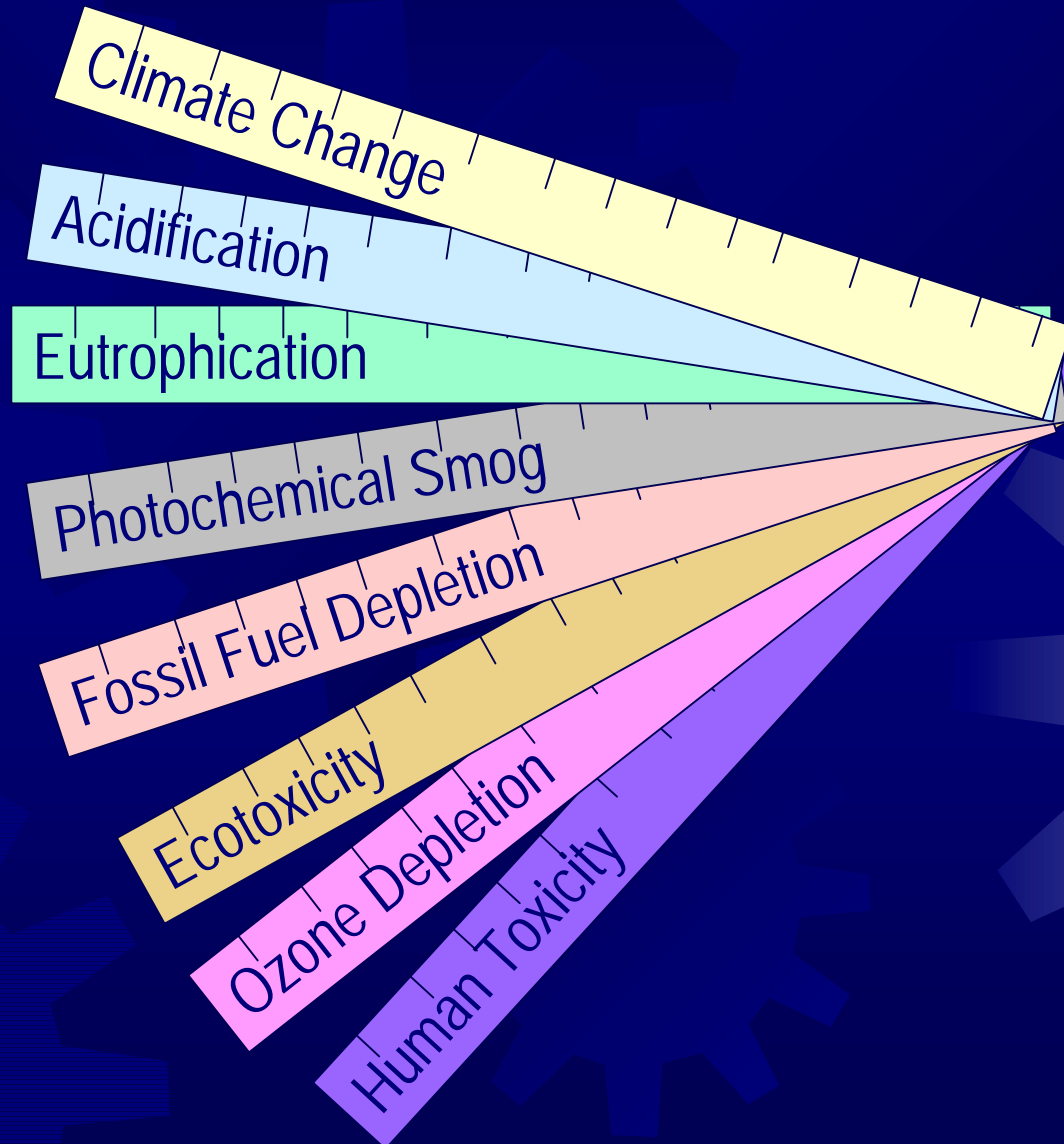 Climate Change
Acidification
Eutrophication
Photochemical Smog
Fossil Fuel Depletion
Ecotoxicity
Ozone Depletion
Human Toxicity